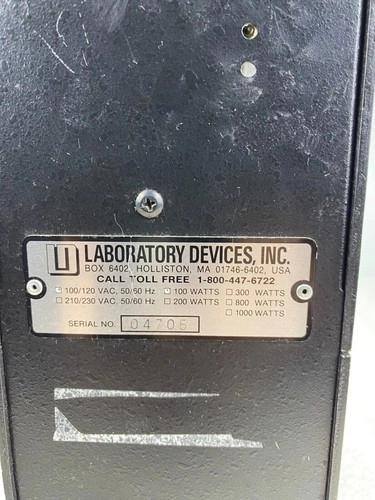 LABORATORY DEVICES, INC.
BOX 6402, HOLLISTON, MA 01746-6402, USA
CALL TOLL FREE 1-800-447-6722
100/120 VAC, 50/60 Hz 100 WATTS 300 WATTS
210/230 VAC, 50/60 Hz 200 WATTS 800 WATTS
1000 WATTS
SERIAL NO. 04706